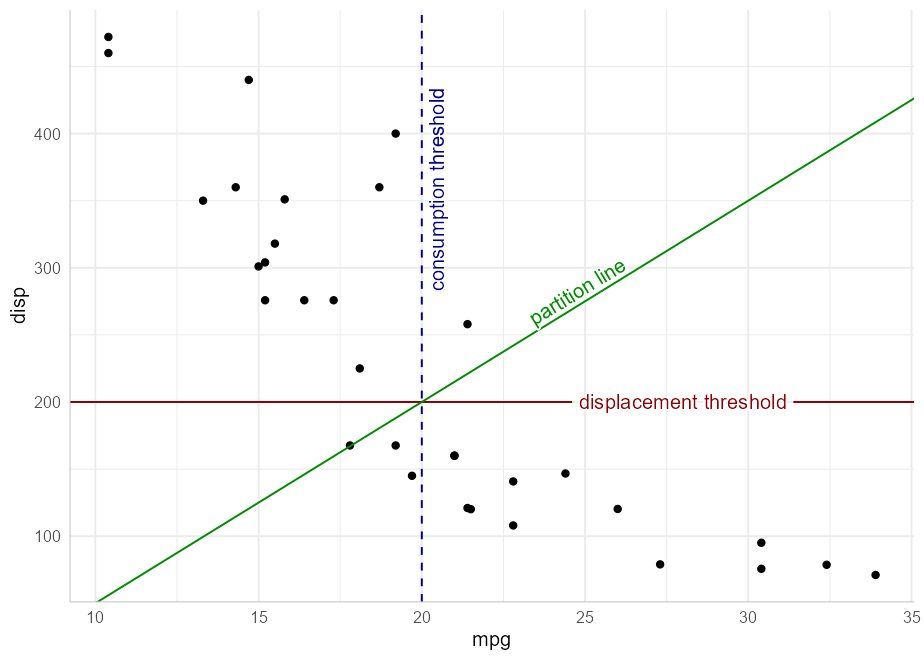 400
300
200
100
disp
consumption threshold
partition line
displacement threshold
10 15 20 25 30 35
mpg